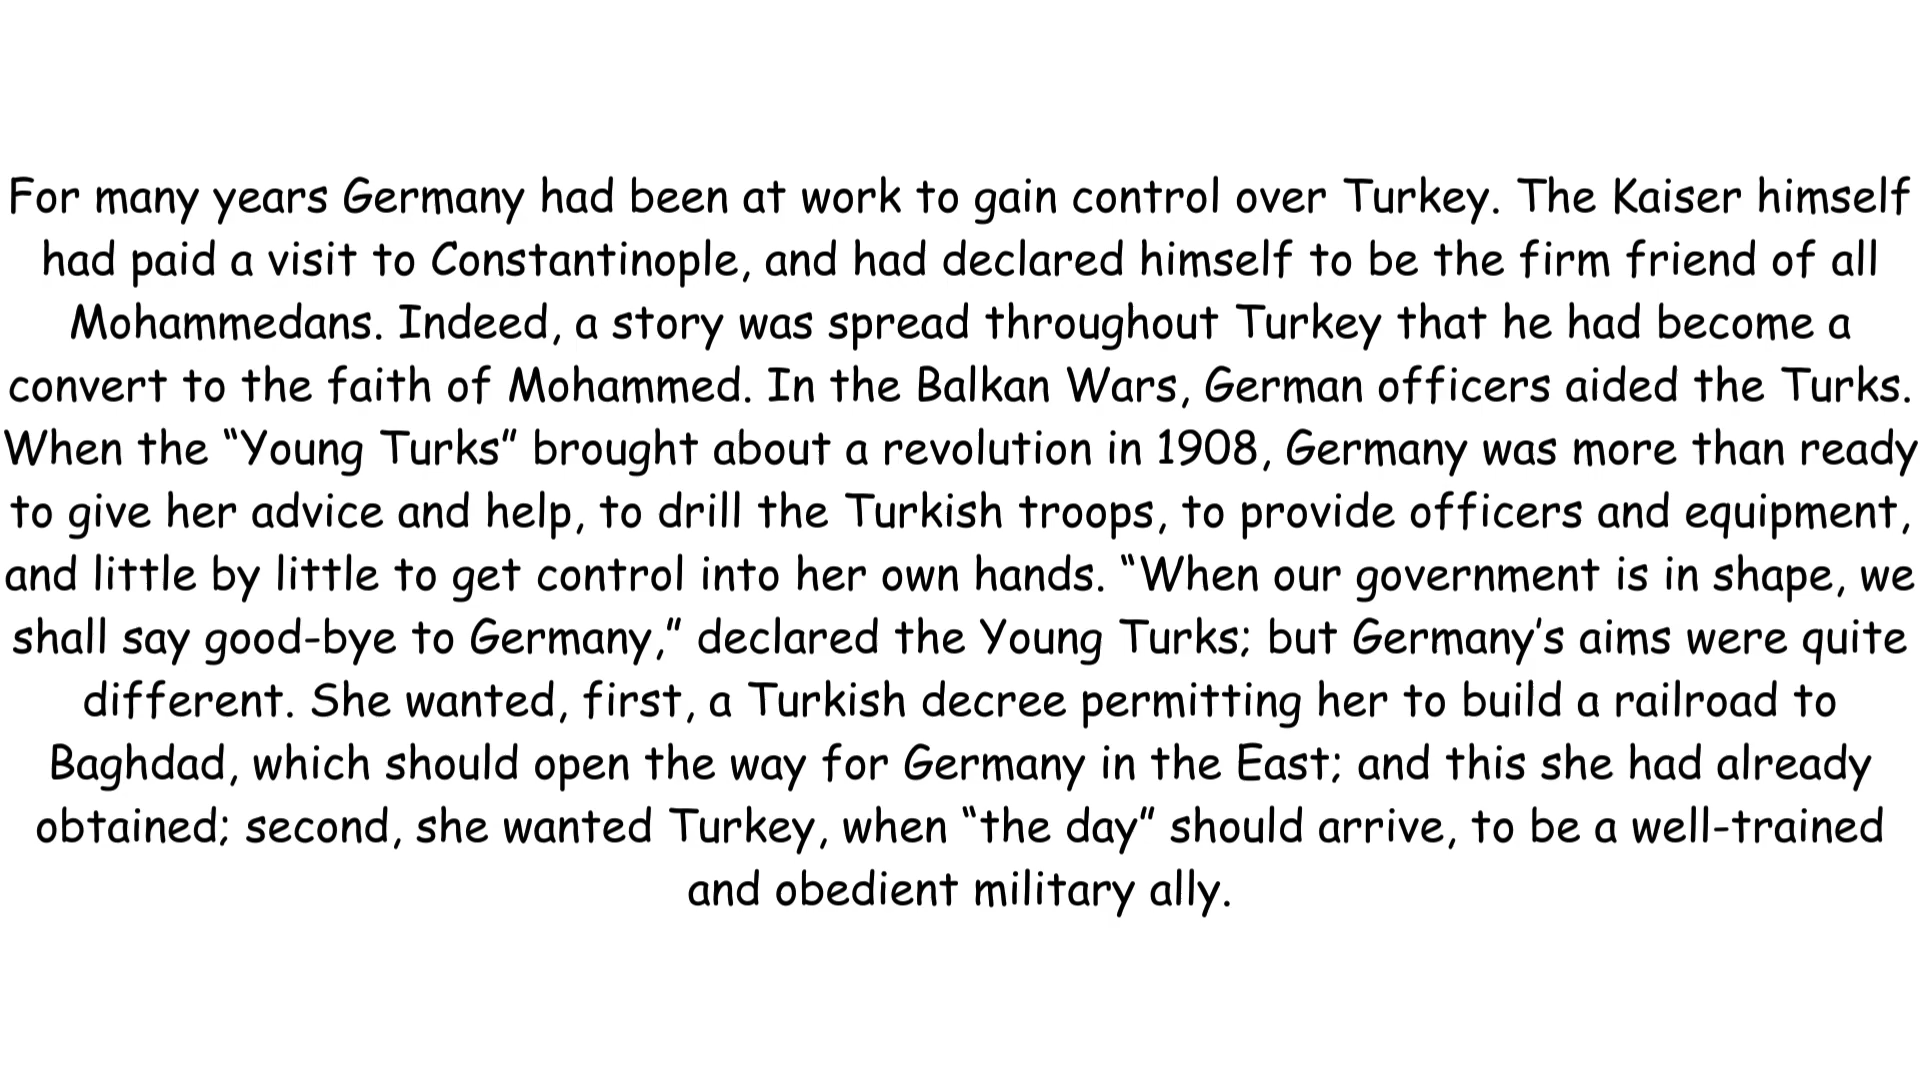 For many years Germany had been at work to gain control over Turkey. The Kaiser himself
had paid a visit to Constantinople, and had declared himself to be the firm friend of all
Mohammedans. Indeed, a story was spread throughout Turkey that he had become a
convert to the faith of Mohammed. In the Balkan Wars, German officers aided the Turks.
When the “Young Turks” brought about a revolution in 1908, Germany was more than ready
to give her advice and help, to drill the Turkish troops, to provide officers and equipment,
and little by little to get control into her own hands. “When our government is in shape, we
shall say good-bye to Germany,” declared the Young Turks; but Germany’s aims were quite
different. She wanted, first, a Turkish decree permitting her to build a railroad to
Baghdad, which should open the way for Germany in the East; and this she had already
obtained; second, she wanted Turkey, when “the day” should arrive, to be a well-trained
and obedient military ally.